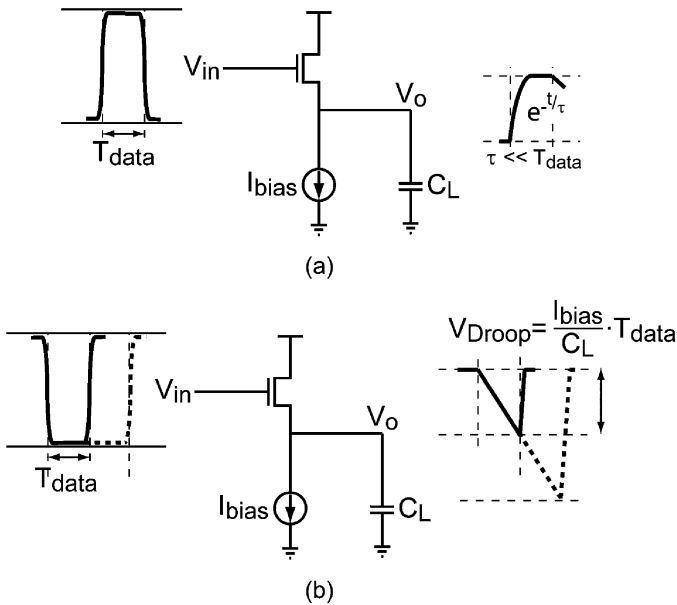 Vin
Vo
Tdata
Ibias
CL
e-t/τ
τ << Tdata
(a)
VDroop= Ibias/CL ·Tdata
Vin
Vo
Tdata
Ibias
CL
(b)